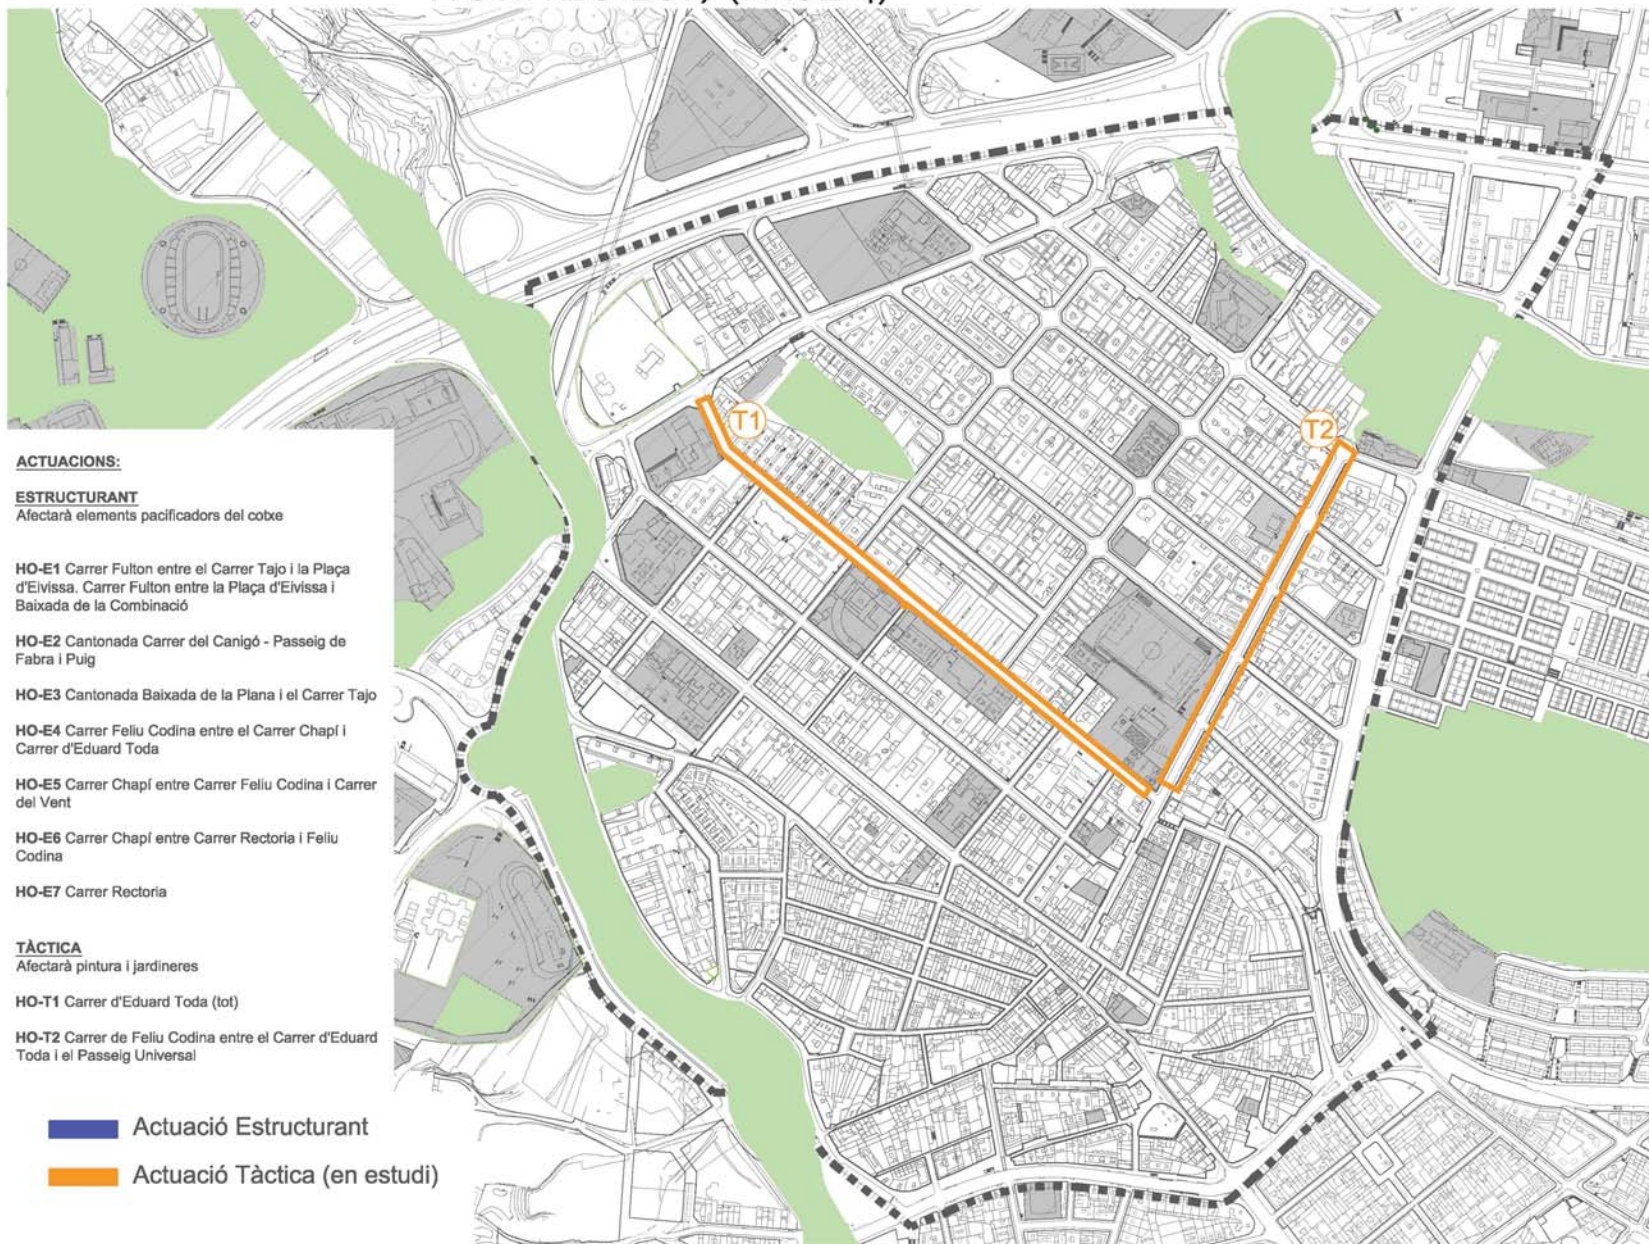 T1
T2
ACTUACIONS:
ESTRUCTURANT
Afectarà elements pacificadors del cotxe
HO-E1 Carrer Fulton entre el Carrer Tajo i la Plaça
d'Eivissa. Carrer Fulton entre la Plaça d'Eivissa i
Baixada de la Combinació
HO-E2 Cantonada Carrer del Canigó - Passeig de
Fabra i Puig
HO-E3 Cantonada Baixada de la Plana i el Carrer Tajo
HO-E4 Carrer Feliu Codina entre el Carrer Chapí i
Carrer d'Eduard Toda
HO-E5 Carrer Chapí entre Carrer Feliu Codina i Carrer
del Vent
HO-E6 Carrer Chapí entre Carrer Rectoria i Feliu
Codina
HO-E7 Carrer Rectoria
TÀCTICA
Afectarà pintura i jardineres
HO-T1 Carrer d'Eduard Toda (tot)
HO-T2 Carrer de Feliu Codina entre el Carrer d'Eduard
Toda i el Passeig Universal
Actuació Estructurant
Actuació Tàctica (en estudi)